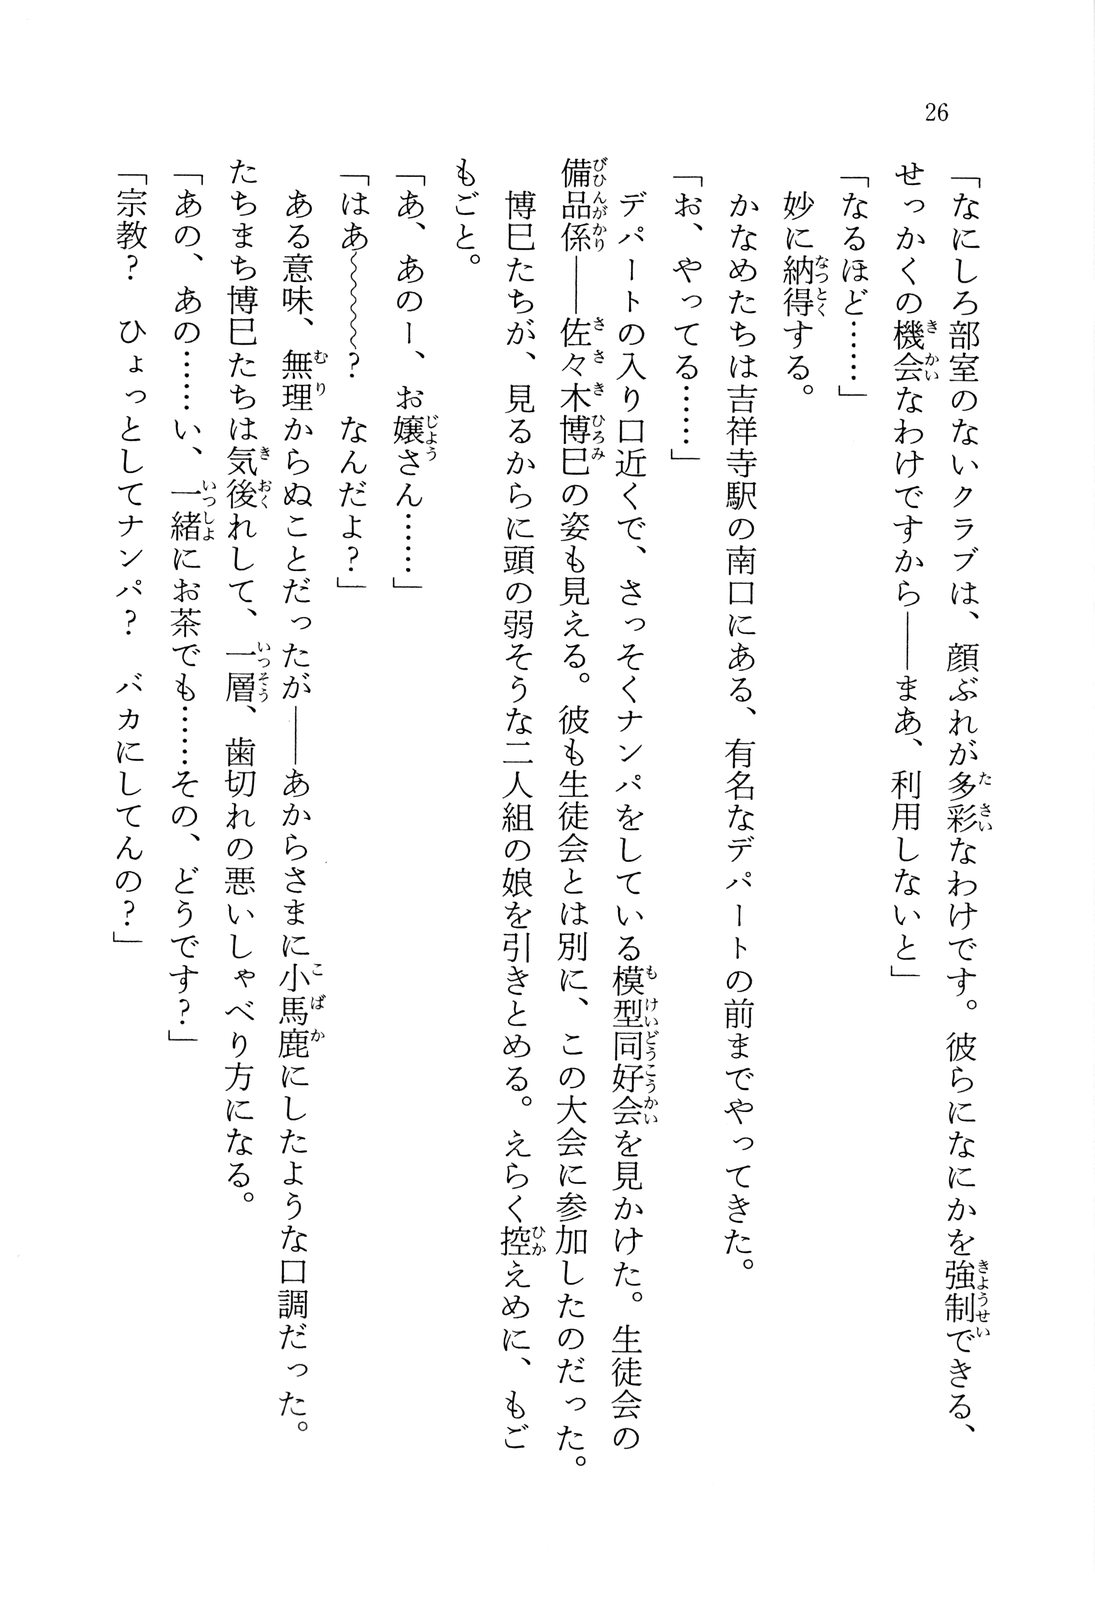 26
「なにしろ部室のないクラブは、顔ぶれが多彩なわけです。彼らになにかを強制できる、
せっかくの機会なわけですから――まあ、利用しないと」
「なるほど……」
妙に納得する。
かなめたちは吉祥寺駅の南口にある、有名なデパートの前までやってきた。
「お、やってる……」
デパートの入り口近くで、さっそくナンパをしている模型同好会を見かけた。生徒会の
備品係――佐々木博巳の姿も見える。彼も生徒会とは別に、この大会に参加したのだった。
博巳たちが、見るからに頭の弱そうな二人組の娘を引きとめる。えらく控えめに、もご
もごと。
「あ、あのー、お嬢さん……」
「はあ〜〜〜〜? なんだよ?」
ある意味、無理からぬことだったが――あからさまに小馬鹿にしたような口調だった。
たちまち博巳たちは気後れして、一層、歯切れの悪いしゃべり方になる。
「あの、あの……い、一緒にお茶でも……その、どうです?」
「宗教? ひょっとしてナンパ? バカにしてんの?」